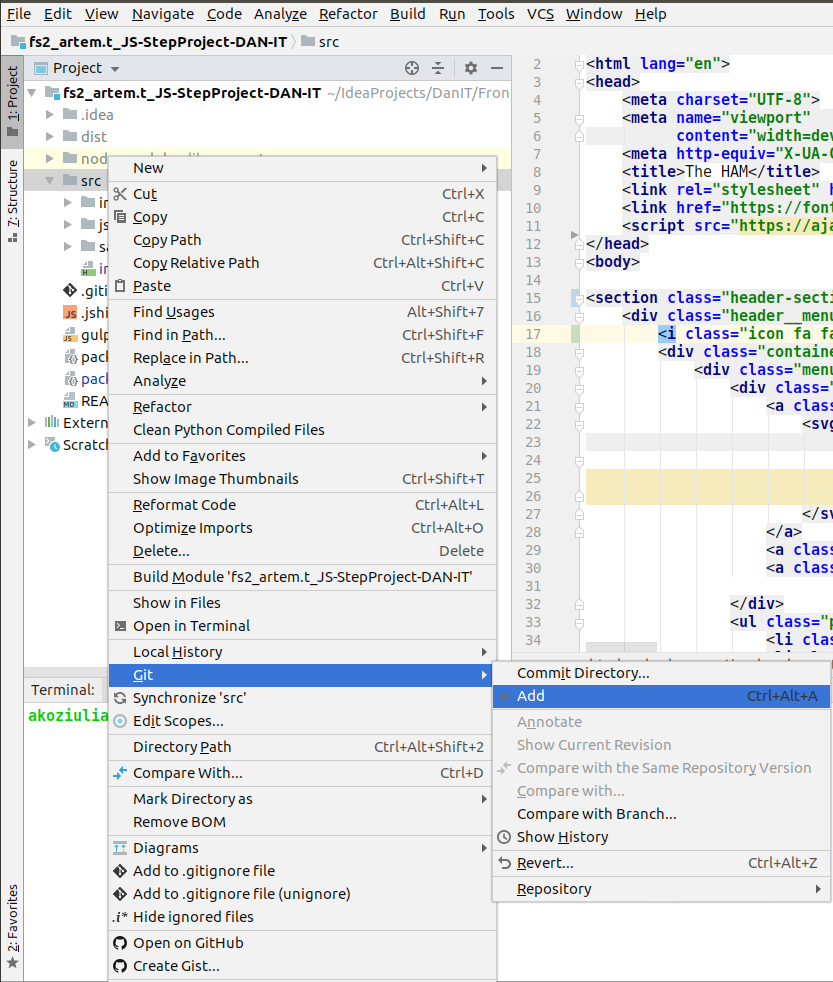 File Edit View Navigate Code Analyze Refactor Build Run Tools VCS Window Help
fs2_artem.t_JS-StepProject-DAN-IT src
1: Project
7: Structure
2: Favorites
Project
fs2_artem.t_JS-StepProject-DAN-IT ~/IdeaProjects/DanIT/Fron
.idea
dist
src
.giti
.jshi
gulp
pack
pack
REA
Extern
Scratch
New
Cut Ctrl+X
Copy Ctrl+C
Copy Path Ctrl+Shift+C
Copy Relative Path Ctrl+Alt+Shift+C
Paste Ctrl+V
Find Usages Alt+Shift+7
Find in Path... Ctrl+Shift+F
Replace in Path... Ctrl+Shift+R
Analyze
Refactor
Clean Python Compiled Files
Add to Favorites
Show Image Thumbnails Ctrl+Shift+T
Reformat Code Ctrl+Alt+L
Optimize Imports Ctrl+Alt+O
Delete... Delete
Build Module 'fs2_artem.t_JS-StepProject-DAN-IT'
Show in Files
Open in Terminal
Local History
Git
Synchronize 'src'
Edit Scopes...
Directory Path Ctrl+Alt+Shift+2
Compare With... Ctrl+D
Mark Directory as
Remove BOM
Diagrams
Add to .gitignore file
Add to .gitignore file (unignore)
.i* Hide ignored files
Open on GitHub
Create Gist...
Commit Directory...
Add Ctrl+Alt+A
Annotate
Show Current Revision
Compare with the Same Repository Version
Compare with...
Compare with Branch...
Show History
Revert... Ctrl+Alt+Z
Repository
Terminal:
akoziulia
2 <html lang="en">
3 <head>
4 <meta charset="UTF-8">
5 <meta name="viewport"
6 content="width=dev
7 <meta http-equiv="X-UA-C
8 <title>The HAM</title>
9 <link rel="stylesheet" h
10 <link href="https://font
11 <script src="https://aja
12 </head>
13 <body>
14
15 <section class="header-secti
16 <div class="header__menu
17 <i class="icon fa fa
18 <div class="containe
19 <div class="menu
20 <div class="
21 <a class
22 <svg
23
24
25
26
27 </sv
28 </a>
29 <a class
30 <a class
31
32 </div>
33 <ul class="p
34 <li clas